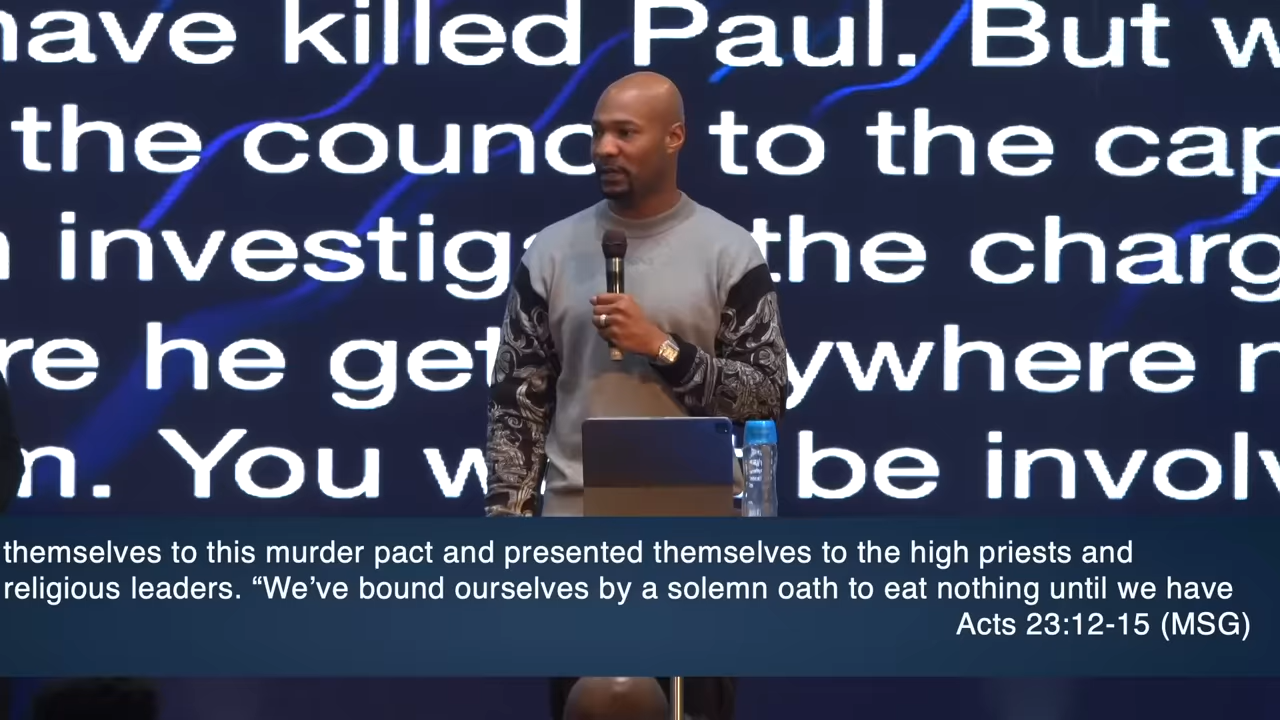 have killed Paul. But w
the counc to the cap
n investiga the charg
re he get ywhere n
m. You w be involv
themselves to this murder pact and presented themselves to the high priests and
religious leaders. “We’ve bound ourselves by a solemn oath to eat nothing until we have
Acts 23:12-15 (MSG)